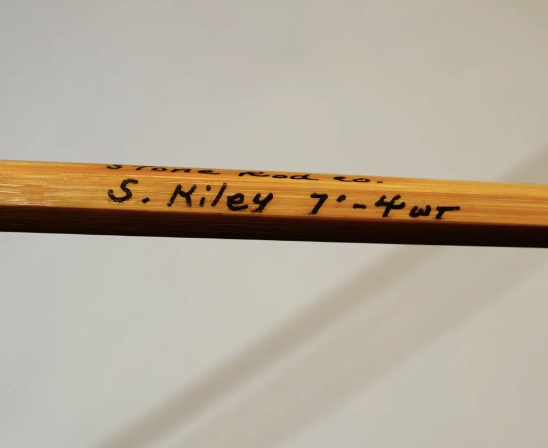 Stone Rod Co.
S. Kiley 7'-4WT